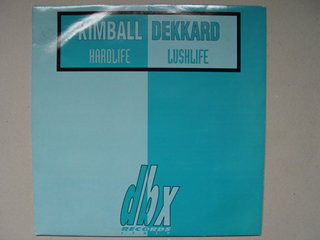 KIMBALL DEKKARD
HARDLIFE LUSHLIFE
dbx
RECORDS